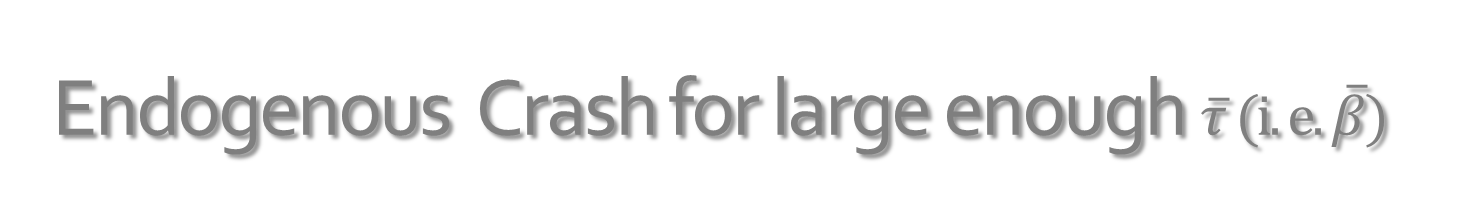 Endogenous Crash for large enough τ̄ (i.e. β̄)